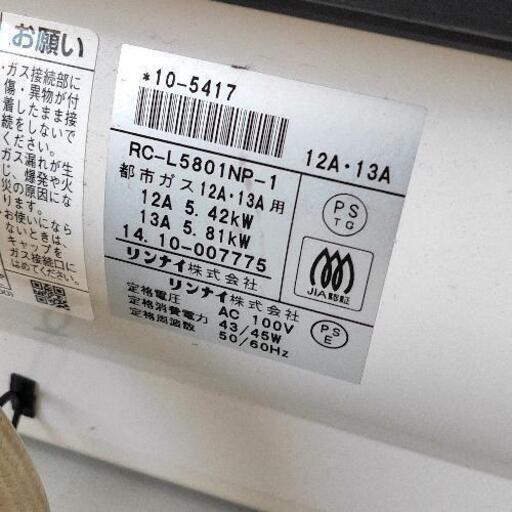 お願い
・ガス接続部に
傷・異物が付
着したまま接
続をしないで
ください。
ガス漏れが生
じ、爆発や火
災の原因にな
ります。
・お使いになら
ないときは、
キャップを
ガス接続口に
はめてください。
*10-5417
12A・13A
RC-L5801NP-1
都市ガス12A・13A用
12A 5.42kW
13A 5.81kW
14.10-007775
リンナイ株式会社
PS
TG
JIA認証
リンナイ株式会社
定格電圧 AC 100V
定格消費電力 43/45W
定格周波数 50/60Hz
PS
E